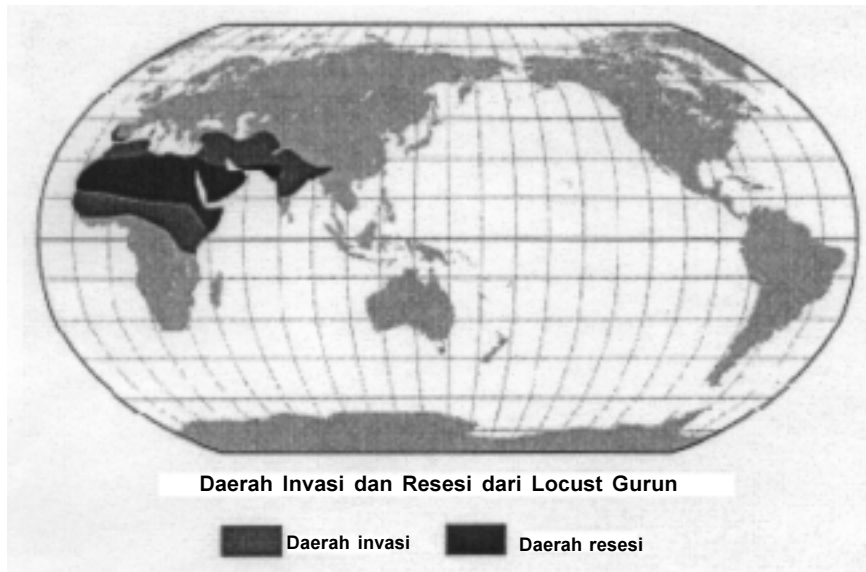 Daerah Invasi dan Resesi dari Locust Gurun
Daerah invasi
Daerah resesi